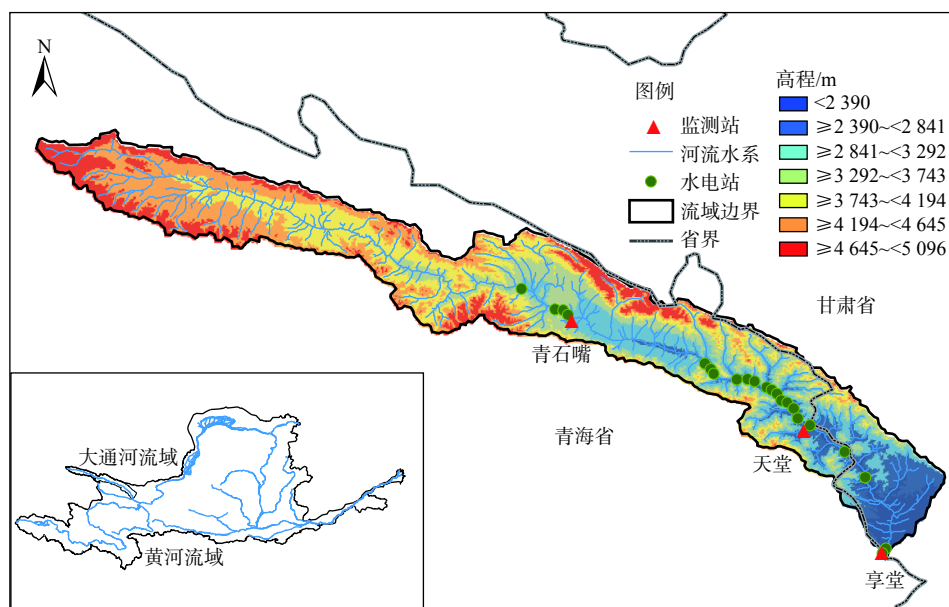 N
图例
监测站
河流水系
水电站
流域边界
省界
高程/m
<2 390
≥2 390~<2 841
≥2 841~<3 292
≥3 292~<3 743
≥3 743~<4 194
≥4 194~<4 645
≥4 645~<5 096
甘肃省
青石嘴
青海省
天堂
享堂
大通河流域
黄河流域